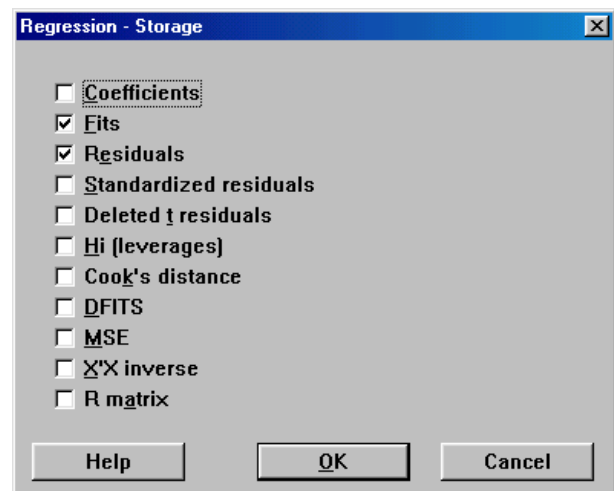 Regression - Storage
Coefficients
Fits
Residuals
Standardized residuals
Deleted t residuals
Hi (leverages)
Cook's distance
DFITS
MSE
X'X inverse
R matrix
Help OK Cancel